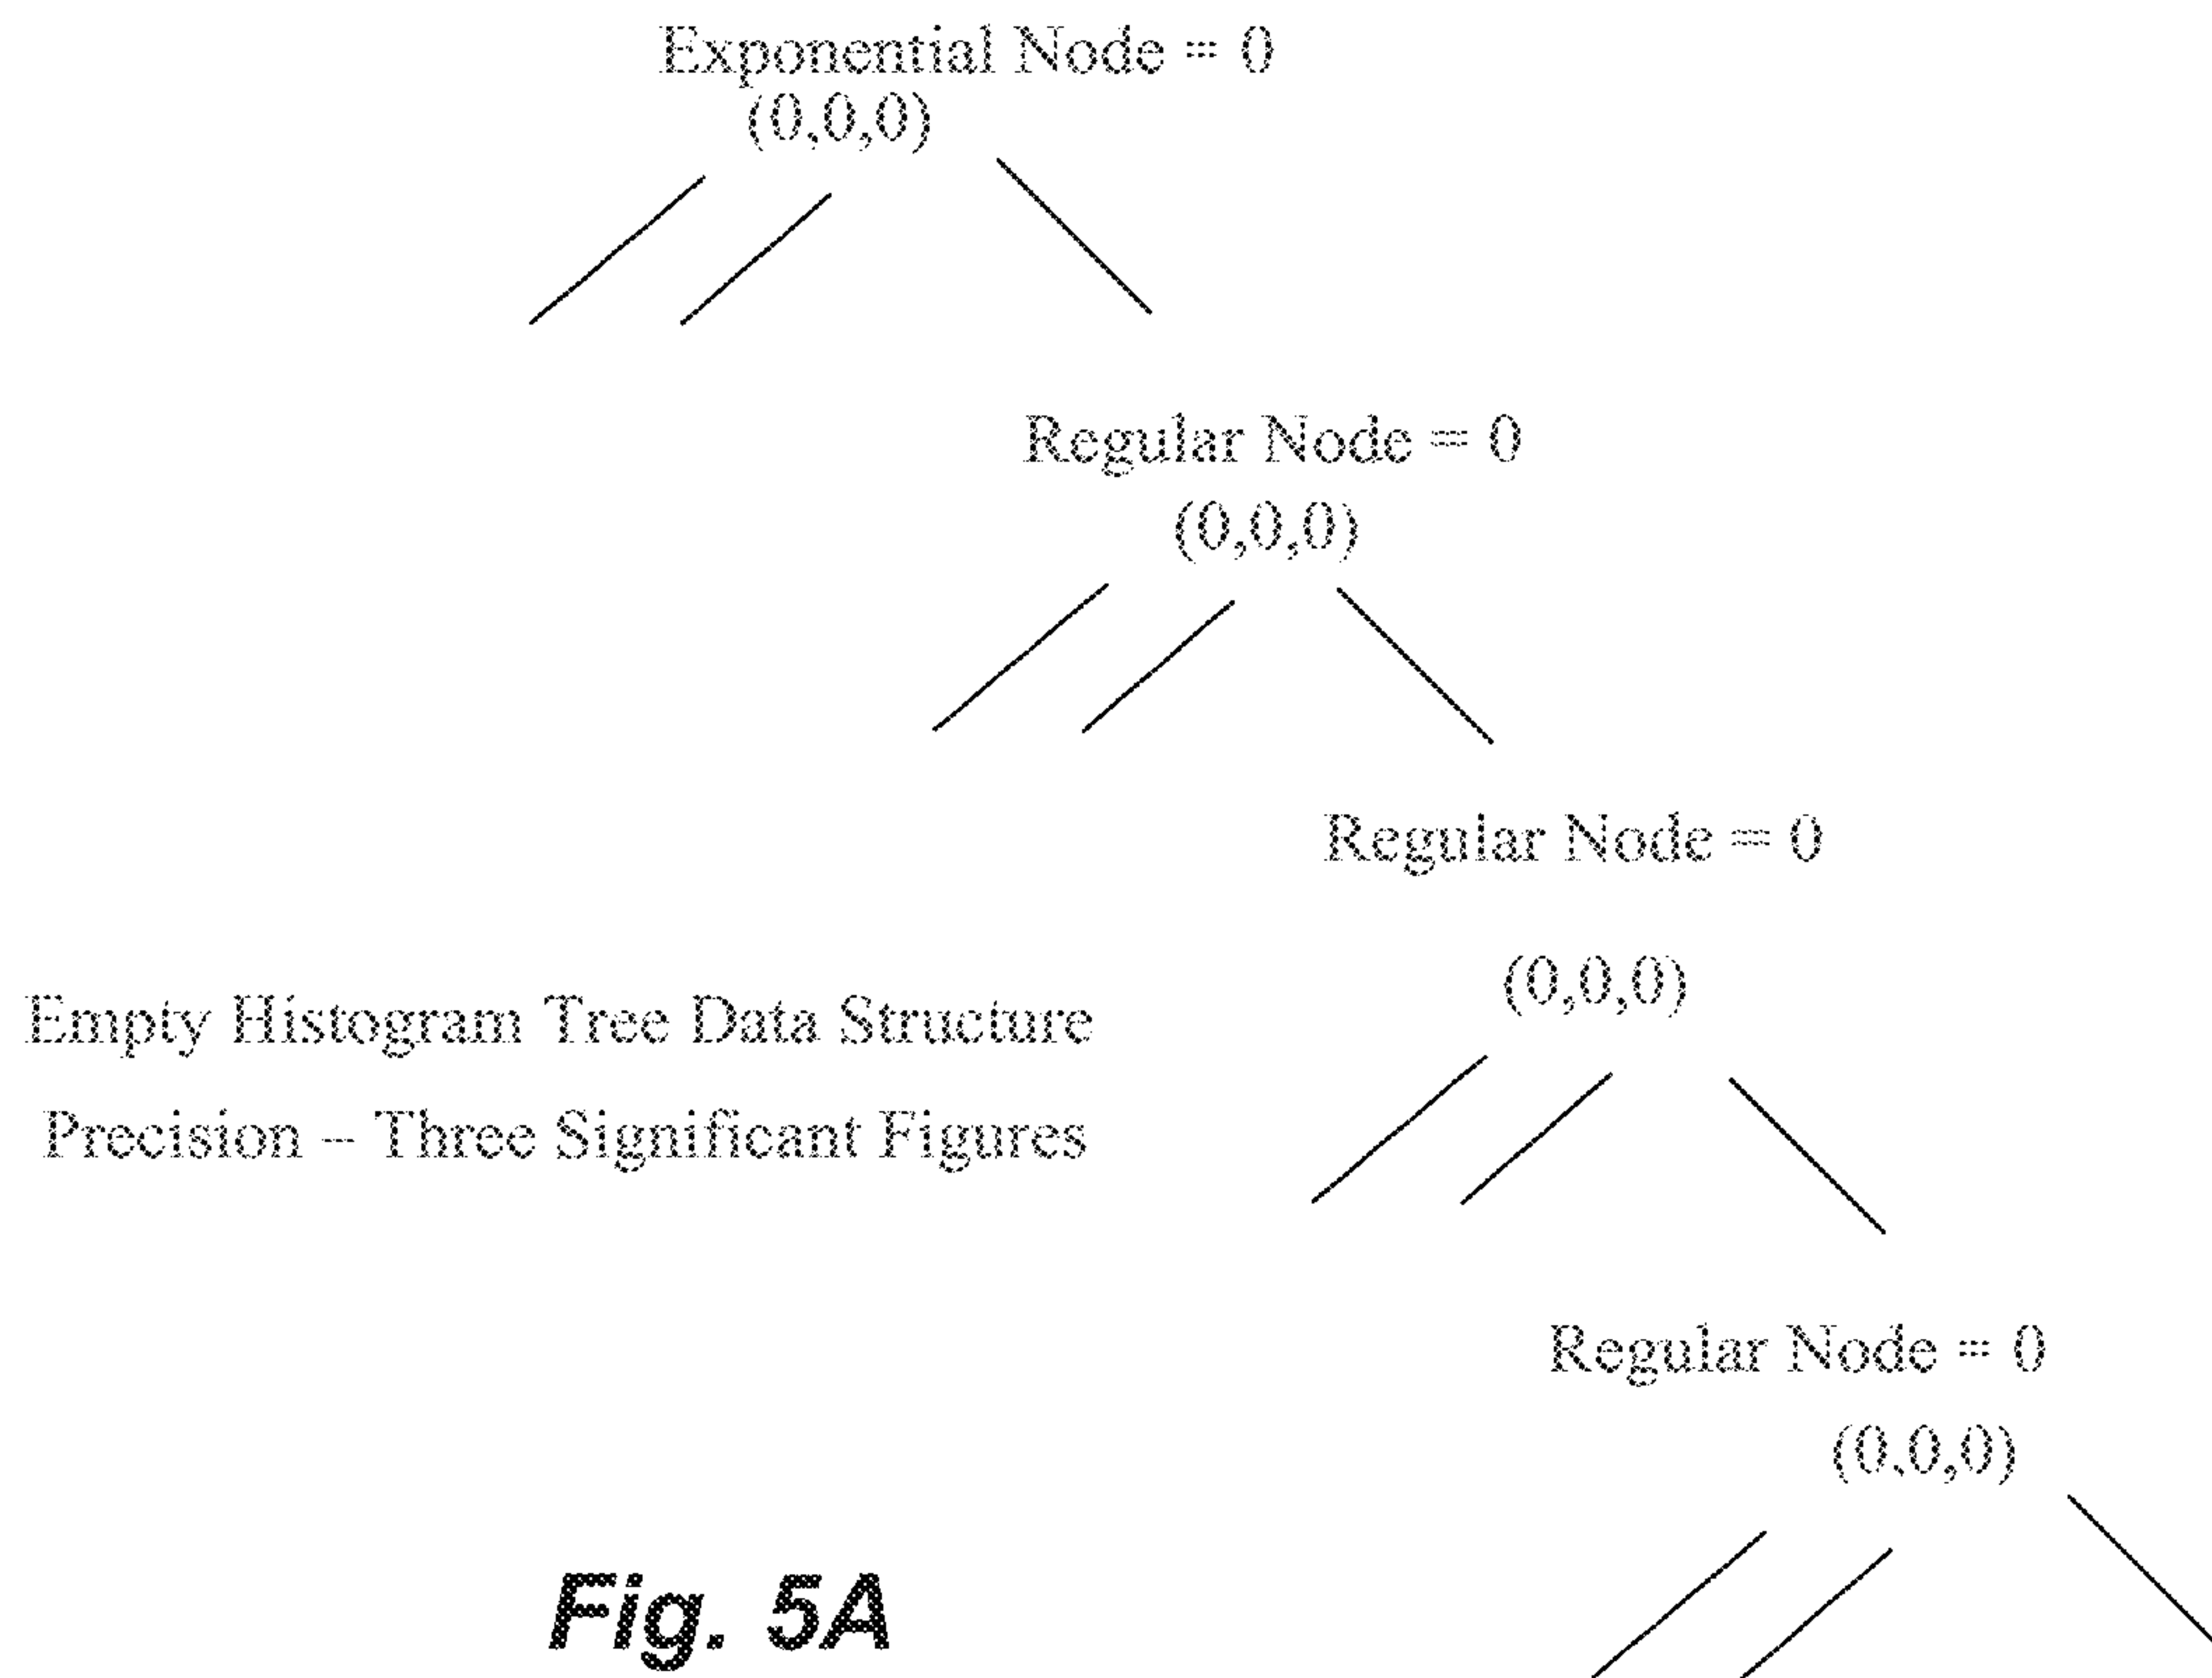 Exponential Node = 0
(0,0,0)
Regular Node = 0
(0,0,0)
Regular Node = 0
(0,0,0)
Empty Histogram Tree Data Structure
Precision – Three Significant Figures
Regular Node = 0
(0,0,0)
Fig. 5A